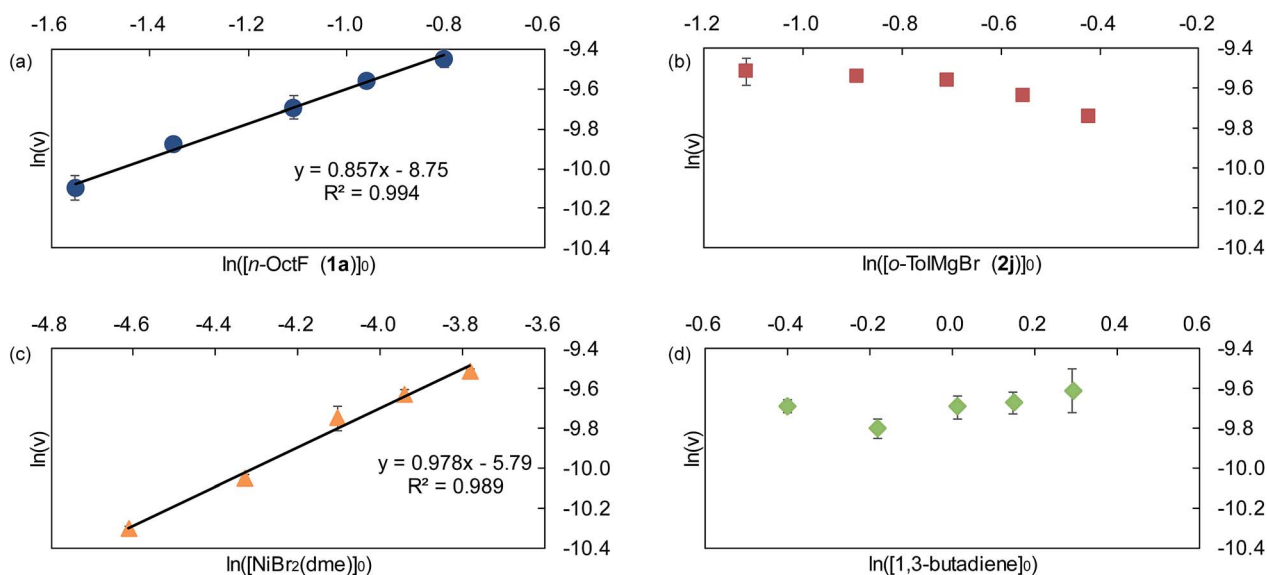 -1.6 -1.4 -1.2 -1.0 -0.8 -0.6
(a)
-9.4
-9.6
-9.8
-10.0
-10.2
-10.4
ln(v)
y = 0.857x - 8.75
R² = 0.994
ln([n-OctF (1a)]₀)
-1.2 -1.0 -0.8 -0.6 -0.4 -0.2
(b)
-9.4
-9.6
-9.8
-10.0
-10.2
-10.4
ln(v)
ln([o-TolMgBr (2j)]₀)
-4.8 -4.6 -4.4 -4.2 -4.0 -3.8 -3.6
(c)
-9.4
-9.6
-9.8
-10.0
-10.2
-10.4
ln(v)
y = 0.978x - 5.79
R² = 0.989
ln([NiBr₂(dme)]₀)
-0.6 -0.4 -0.2 0.0 0.2 0.4 0.6
(d)
-9.4
-9.6
-9.8
-10.0
-10.2
-10.4
ln(v)
ln([1,3-butadiene]₀)